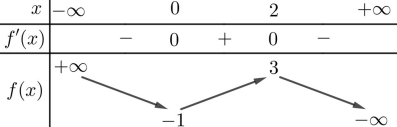 x −∞ 0 2 +∞
f′(x) − 0 + 0 −
+∞ 3
f(x)
−1 −∞